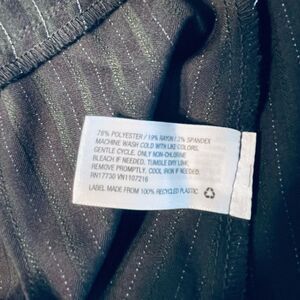 78% POLYESTER / 19% RAYON / 3% SPANDEX
MACHINE WASH COLD WITH LIKE COLORS.
GENTLE CYCLE. ONLY NON-CHLORINE
BLEACH IF NEEDED. TUMBLE DRY LOW.
REMOVE PROMPTLY, COOL IRON IF NEEDED.
RN17730 VN1107216
LABEL MADE FROM 100% RECYCLED PLASTIC